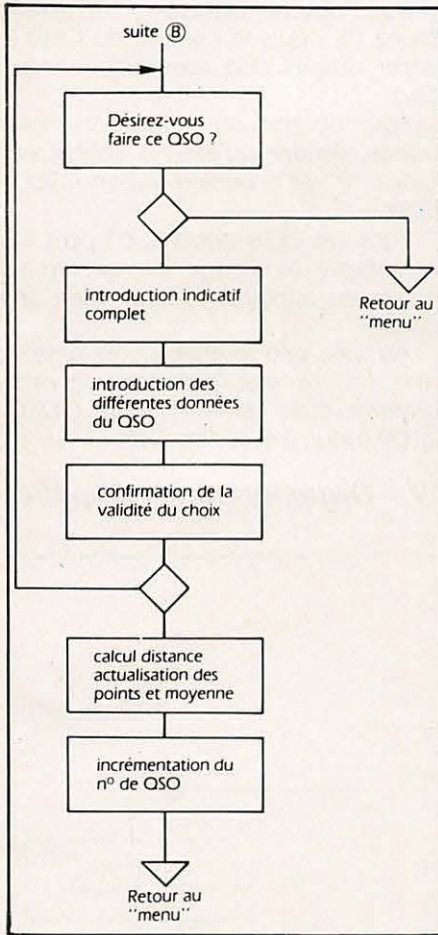 suite Ⓑ
Désirez-vous
faire ce QSO ?
Retour au
"menu"
introduction indicatif
complet
introduction des
différentes données
du QSO
confirmation de la
validité du choix
calcul distance
actualisation des
points et moyenne
incrémentation du
nº de QSO
Retour au
"menu"